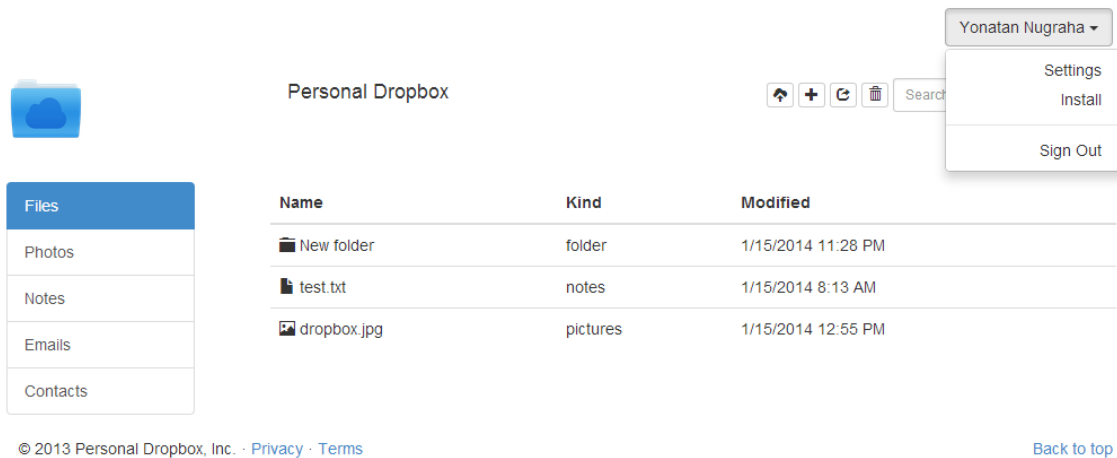 Yonatan Nugraha
Settings
Install
Sign Out
Personal Dropbox
Search
Files
Photos
Notes
Emails
Contacts
Name Kind Modified
New folder folder 1/15/2014 11:28 PM
test.txt notes 1/15/2014 8:13 AM
dropbox.jpg pictures 1/15/2014 12:55 PM
© 2013 Personal Dropbox, Inc. · Privacy · Terms
Back to top